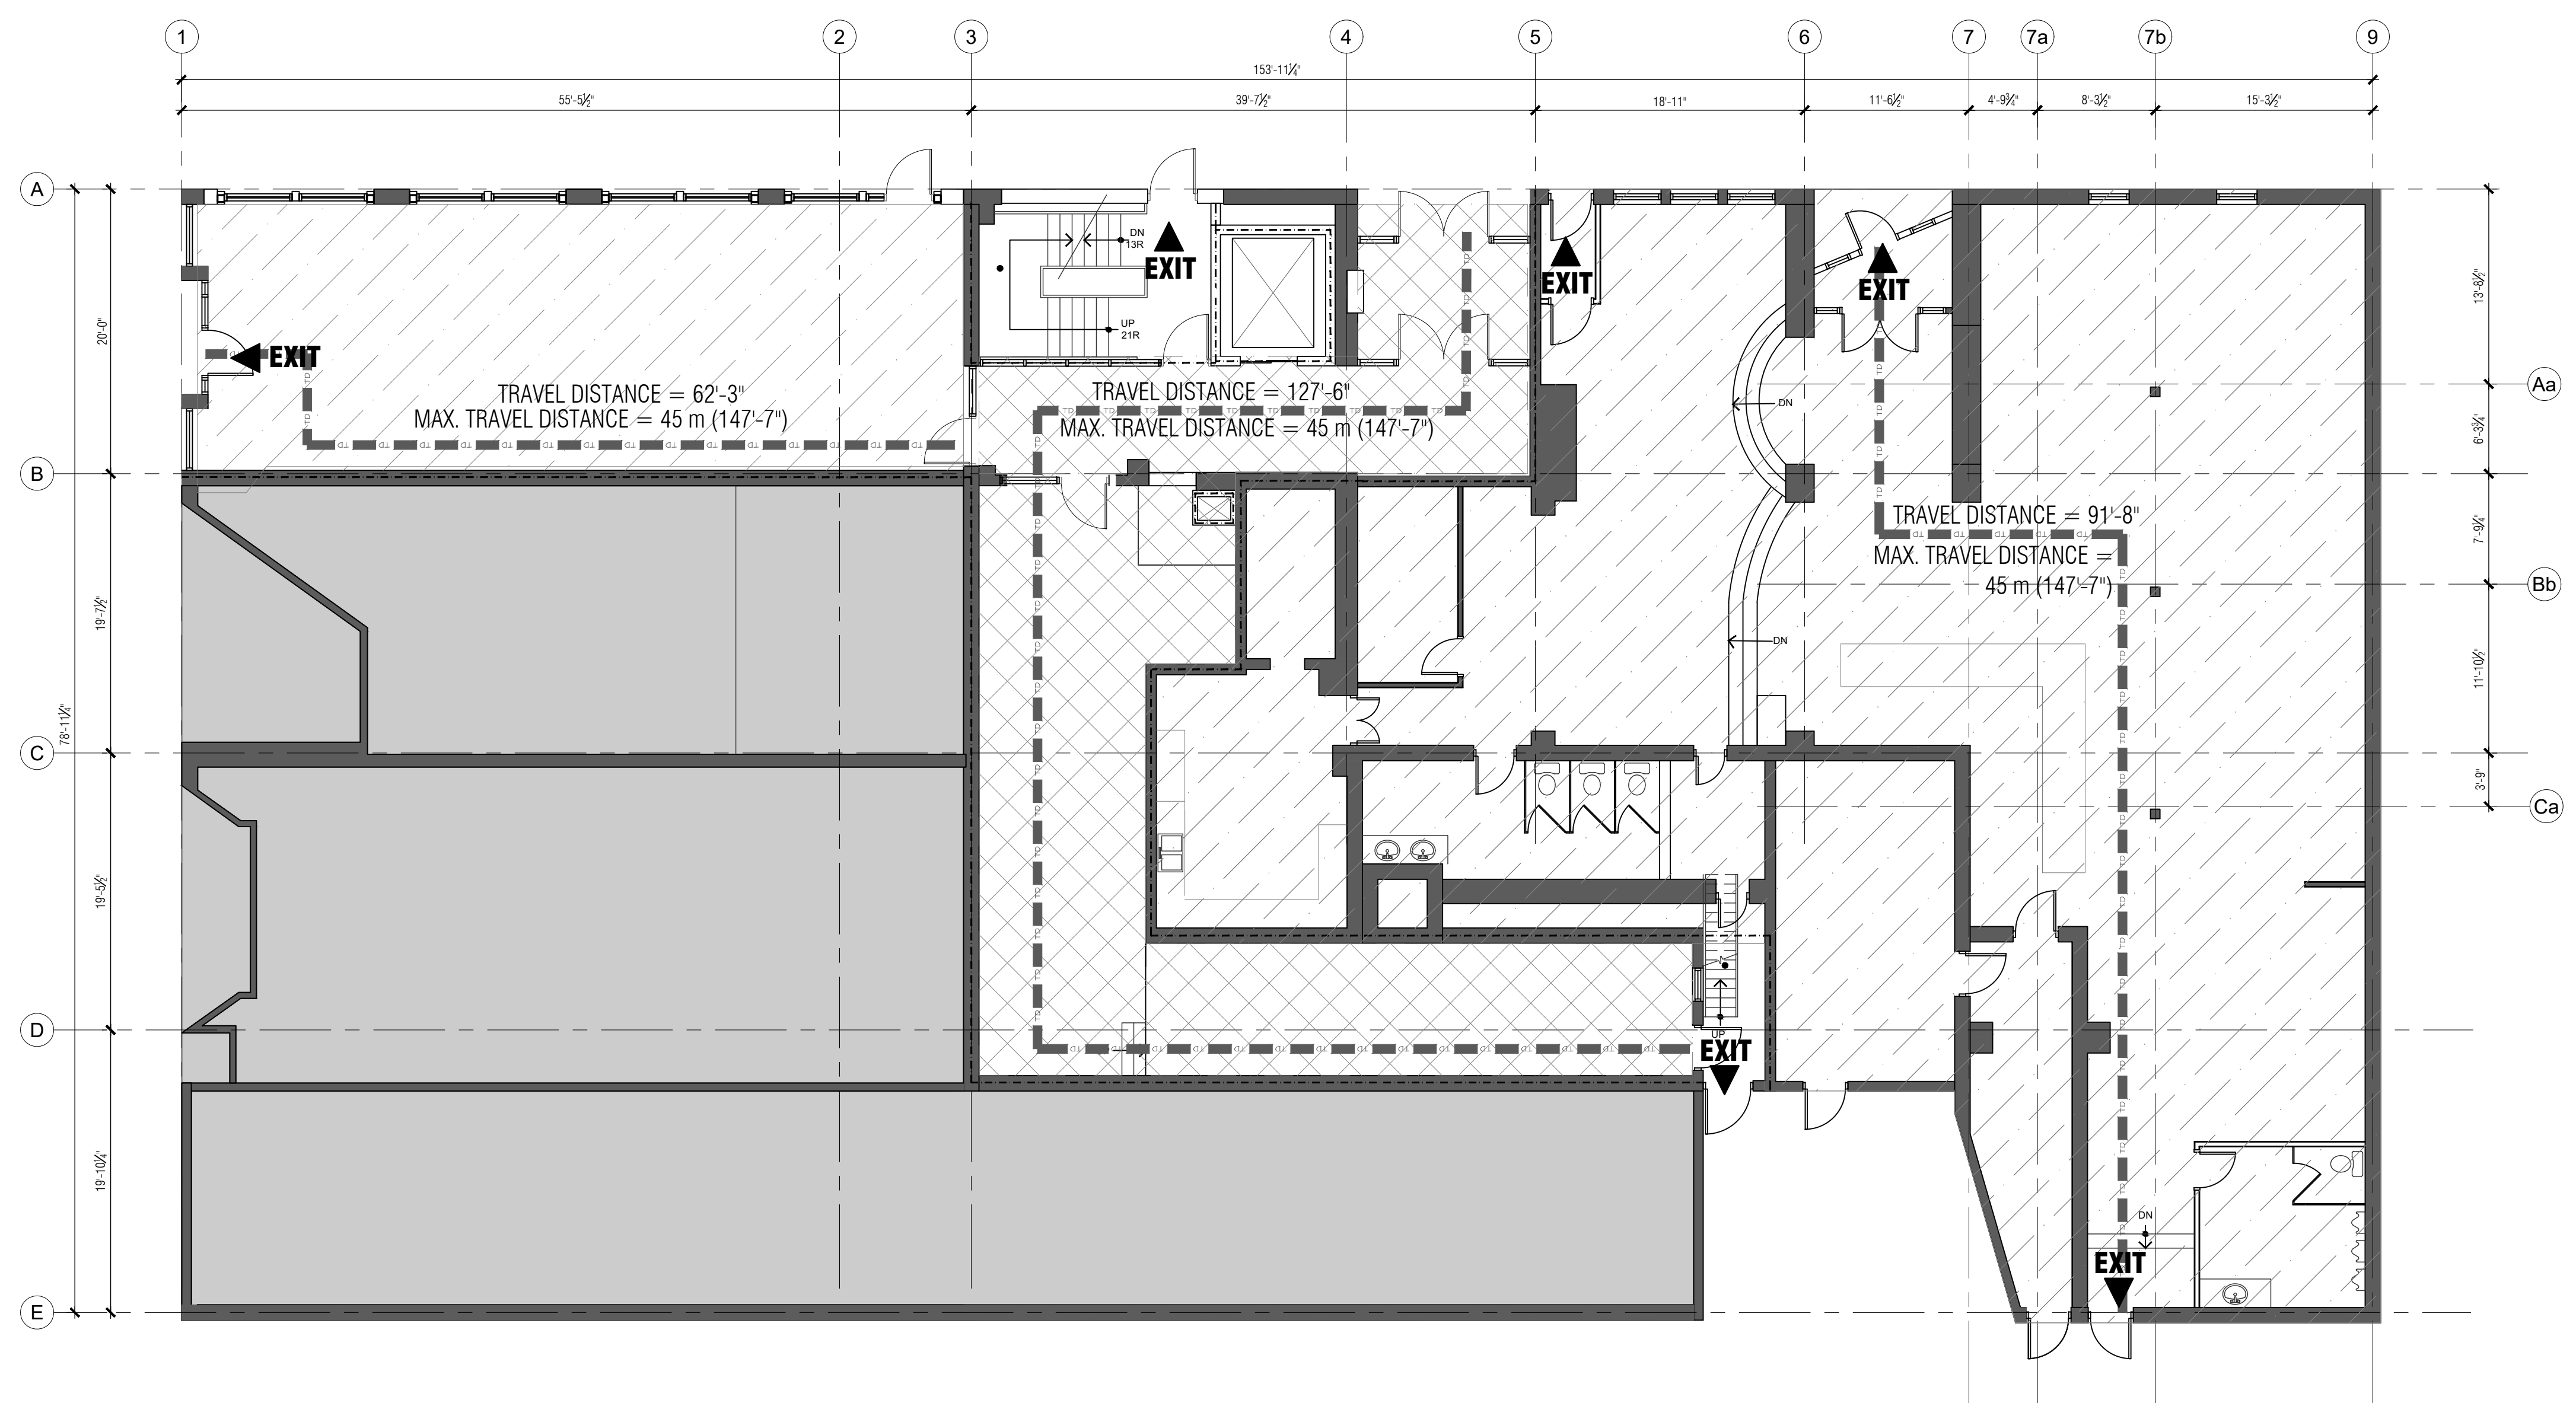 1 2 3 4 5 6 7 7a 7b 9
153'-11¼"
55'-5½" 39'-7½" 18'-11" 11'-6½" 4'-9¾" 8'-3½" 15'-3½"
A
DN
13R
EXIT
EXIT
EXIT
13'-8½"
20'-0"
UP
21R
EXIT
TRAVEL DISTANCE = 62'-3"
MAX. TRAVEL DISTANCE = 45 m (147'-7")
TRAVEL DISTANCE = 127'-6"
MAX. TRAVEL DISTANCE = 45 m (147'-7")
DN
Aa
6'-3¾"
B
TRAVEL DISTANCE = 91'-8"
MAX. TRAVEL DISTANCE =
45 m (147'-7")
7'-9¼"
Bb
19'-7½"
DN
11'-10½"
78'-11¼"
C
3'-9"
Ca
19'-5½"
D
UP
EXIT
19'-10¼"
DN
EXIT
E
TD